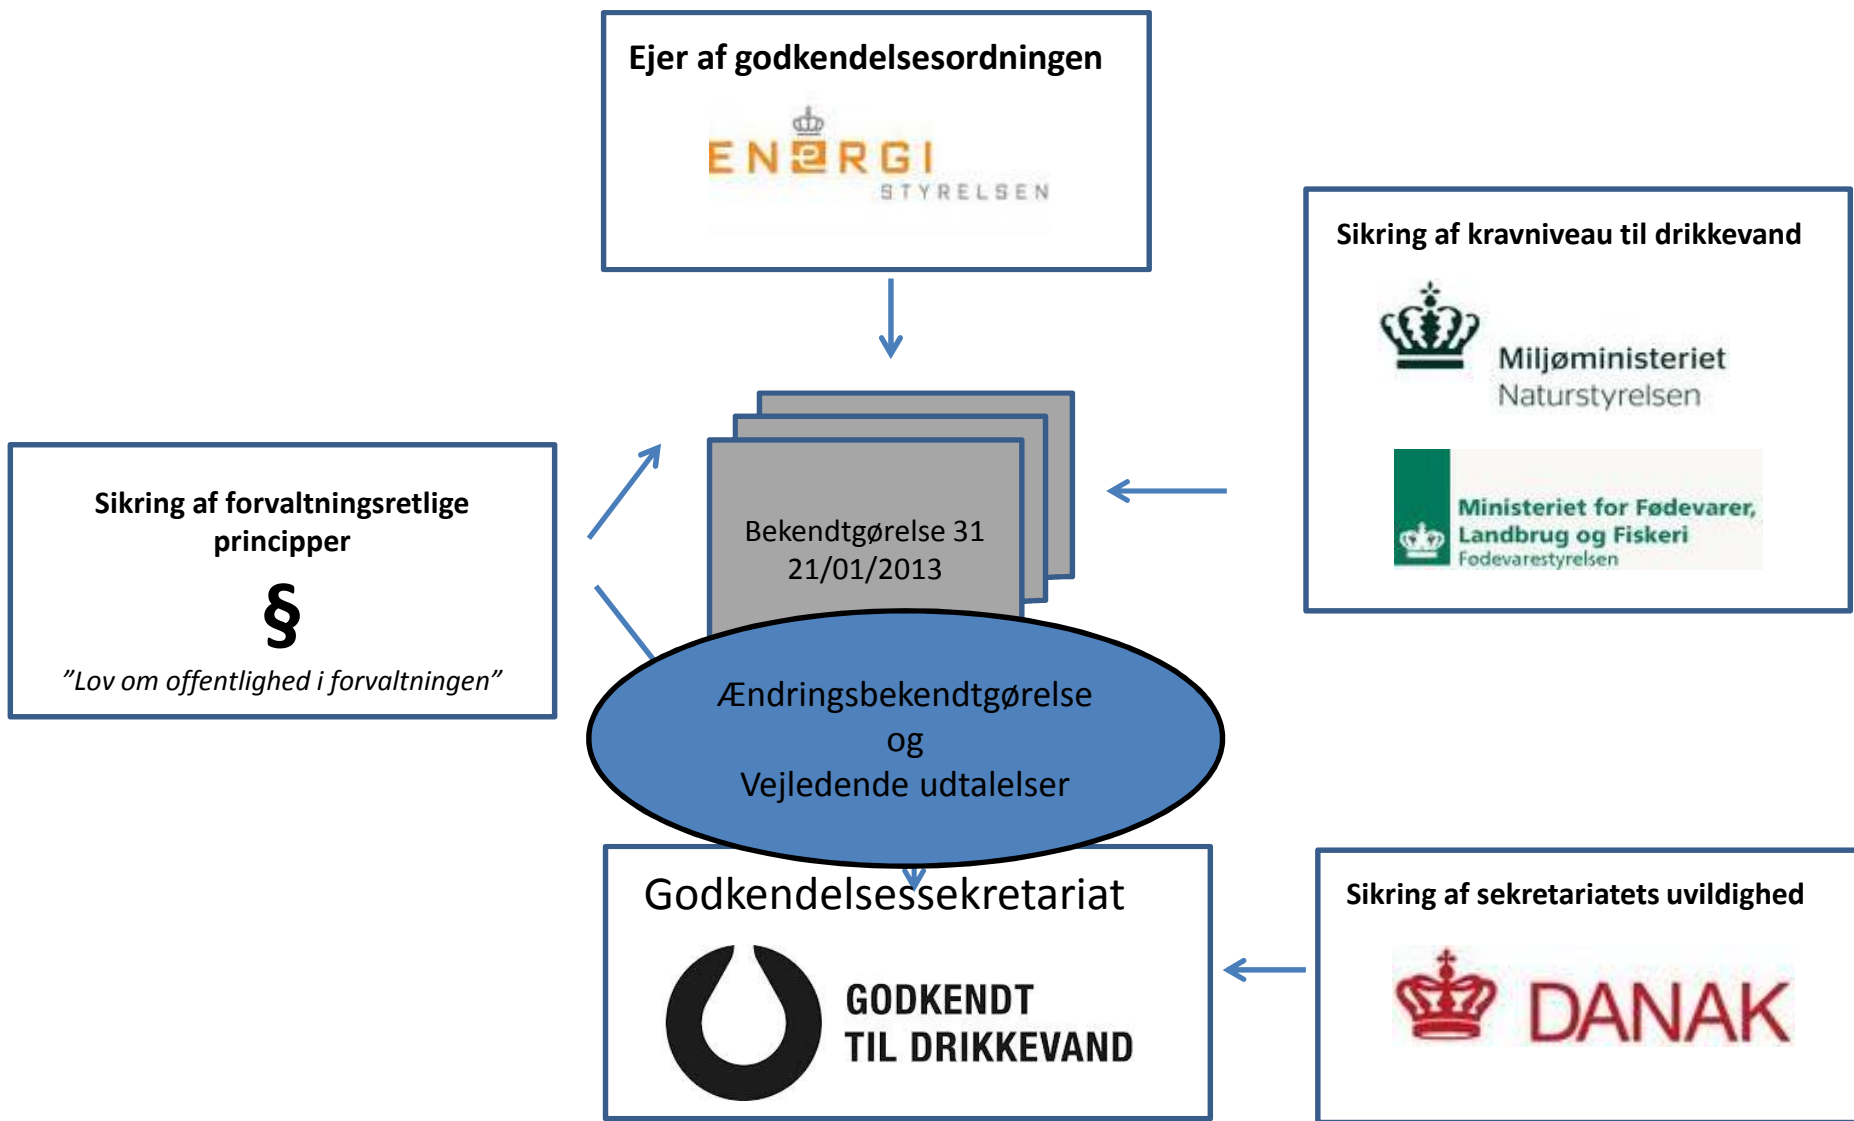 Ejer af godkendelsesordningen
ENeRGI
STYRELSEN
Sikring af kravniveau til drikkevand
Miljøministeriet
Naturstyrelsen
Ministeriet for Fødevarer,
Landbrug og Fiskeri
Fødevarestyrelsen
Sikring af forvaltningsretlige
principper
§
”Lov om offentlighed i forvaltningen”
Bekendtgørelse 31
21/01/2013
Ændringsbekendtgørelse
og
Vejledende udtalelser
Godkendelsessekretariat
GODKENDT
TIL DRIKKEVAND
Sikring af sekretariatets uvildighed
DANAK